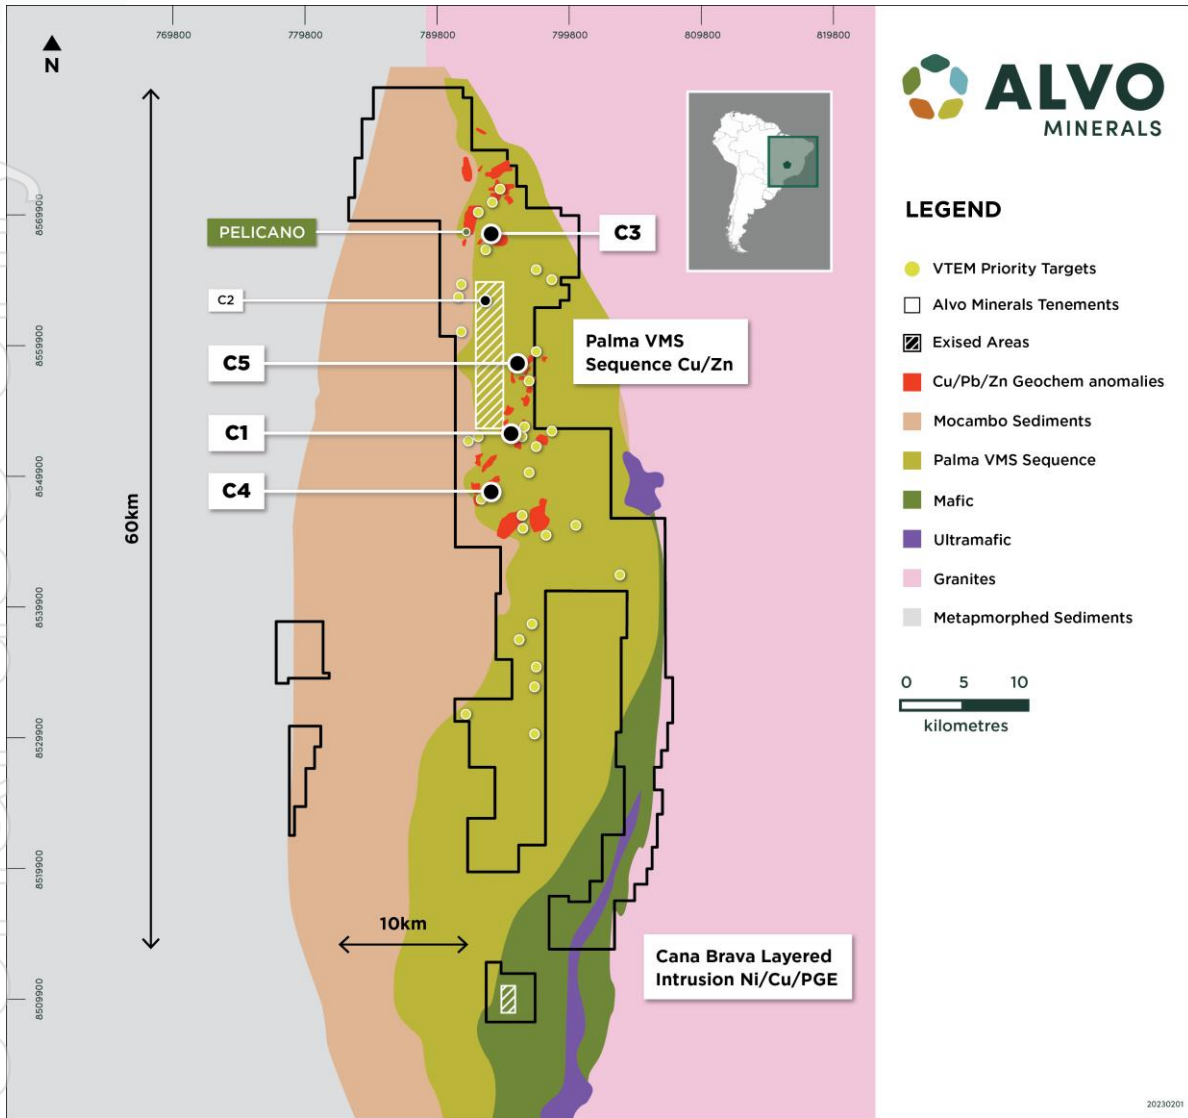 769800
779800
789800
799800
809800
819800
N
ALVO
MINERALS
8569900
PELICANO
C3
LEGEND
VTEM Priority Targets
C2
Alvo Minerals Tenements
Palma VMS
Sequence Cu/Zn
8559900
Exised Areas
C5
Cu/Pb/Zn Geochem anomalies
C1
Mocambo Sediments
Palma VMS Sequence
8549900
C4
Mafic
60km
Ultramafic
Granites
8539900
Metapmorphed Sediments
0 5 10
kilometres
8529900
8519900
10km
Cana Brava Layered
Intrusion Ni/Cu/PGE
8509900
20230201